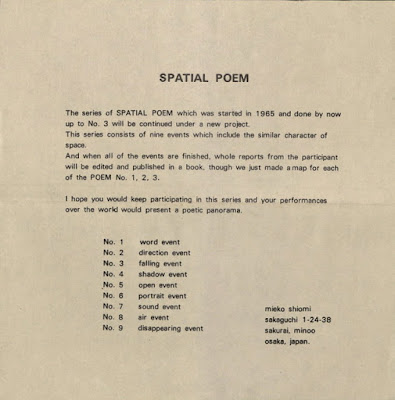 SPATIAL POEM
The series of SPATIAL POEM which was started in 1965 and done by now
up to No. 3 will be continued under a new project.
This series consists of nine events which include the similar character of
space.
And when all of the events are finished, whole reports from the participant
will be edited and published in a book, though we just made a map for each
of the POEM No. 1, 2, 3.
I hope you would keep participating in this series and your performances
over the world would present a poetic panorama.
No. 1 word event
No. 2 direction event
No. 3 falling event
No. 4 shadow event
No. 5 open event
No. 6 portrait event
No. 7 sound event
No. 8 air event
No. 9 disappearing event
mieko shiomi
sakaguchi 1-24-38
sakurai, minoo
osaka, japan.